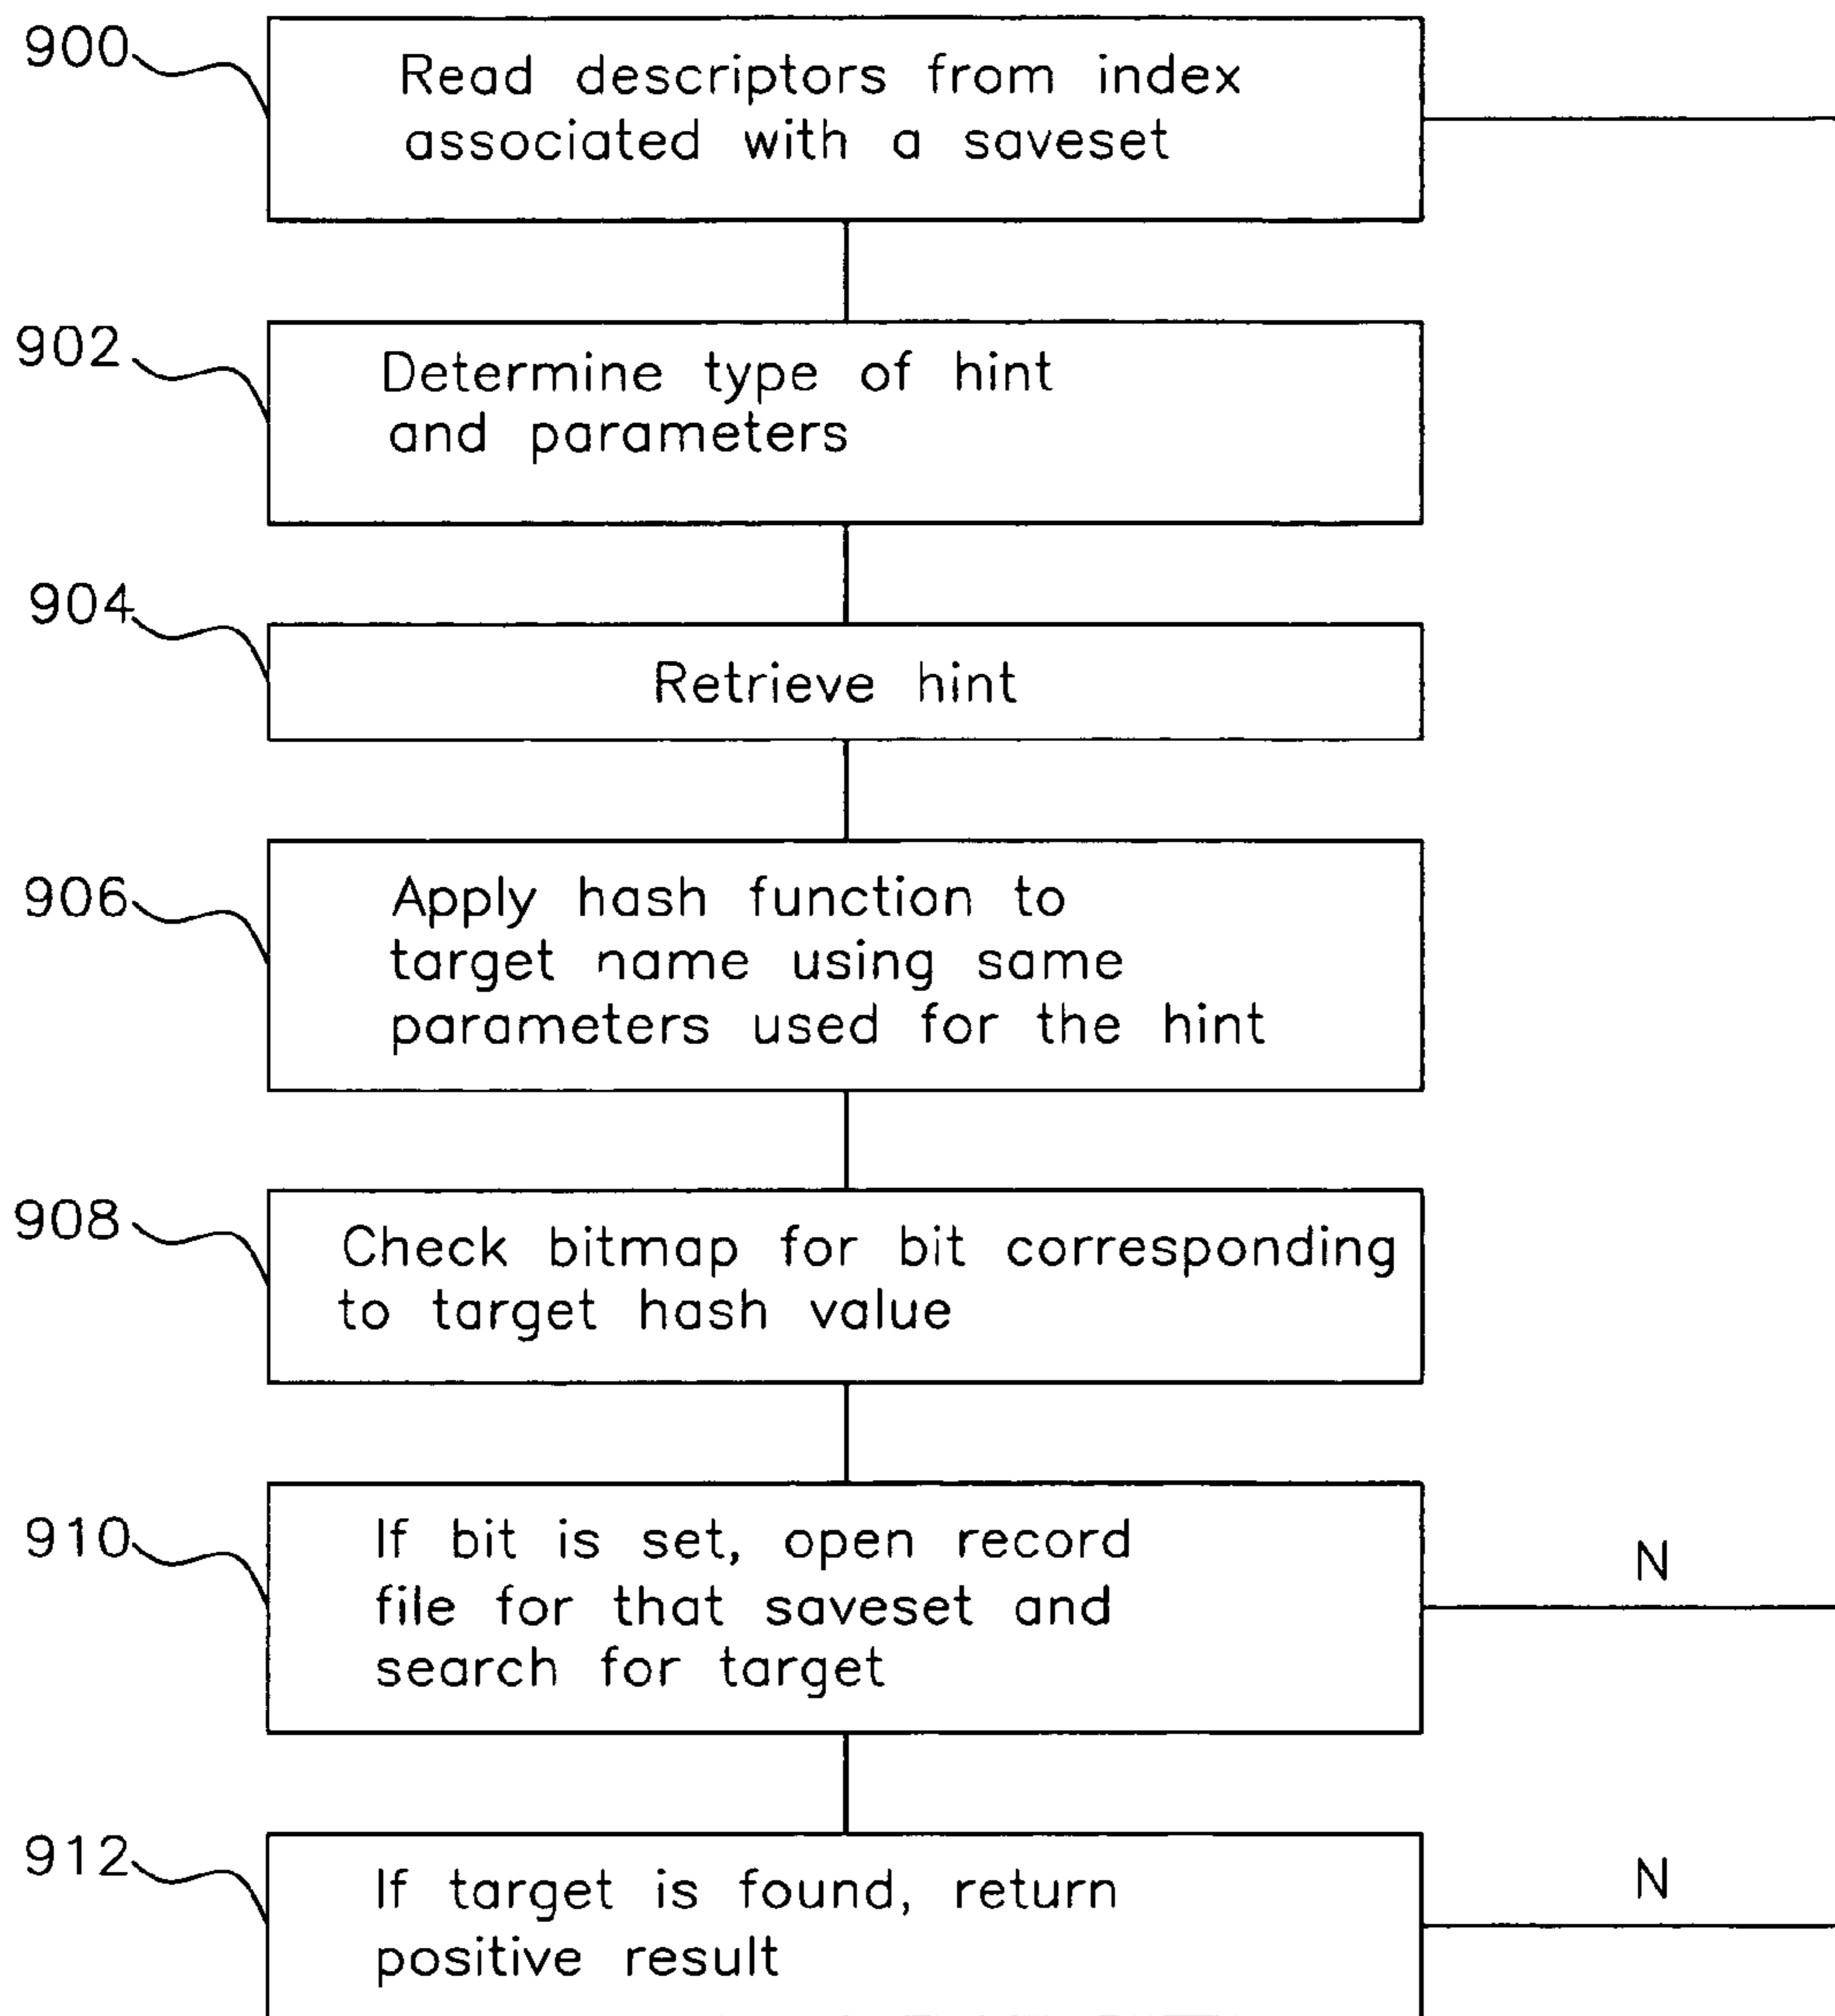 900
Read descriptors from index
associated with a saveset
902
Determine type of hint
and parameters
904
Retrieve hint
906
Apply hash function to
target name using same
parameters used for the hint
908
Check bitmap for bit corresponding
to target hash value
910
If bit is set, open record
file for that saveset and
search for target
N
912
If target is found, return
positive result
N